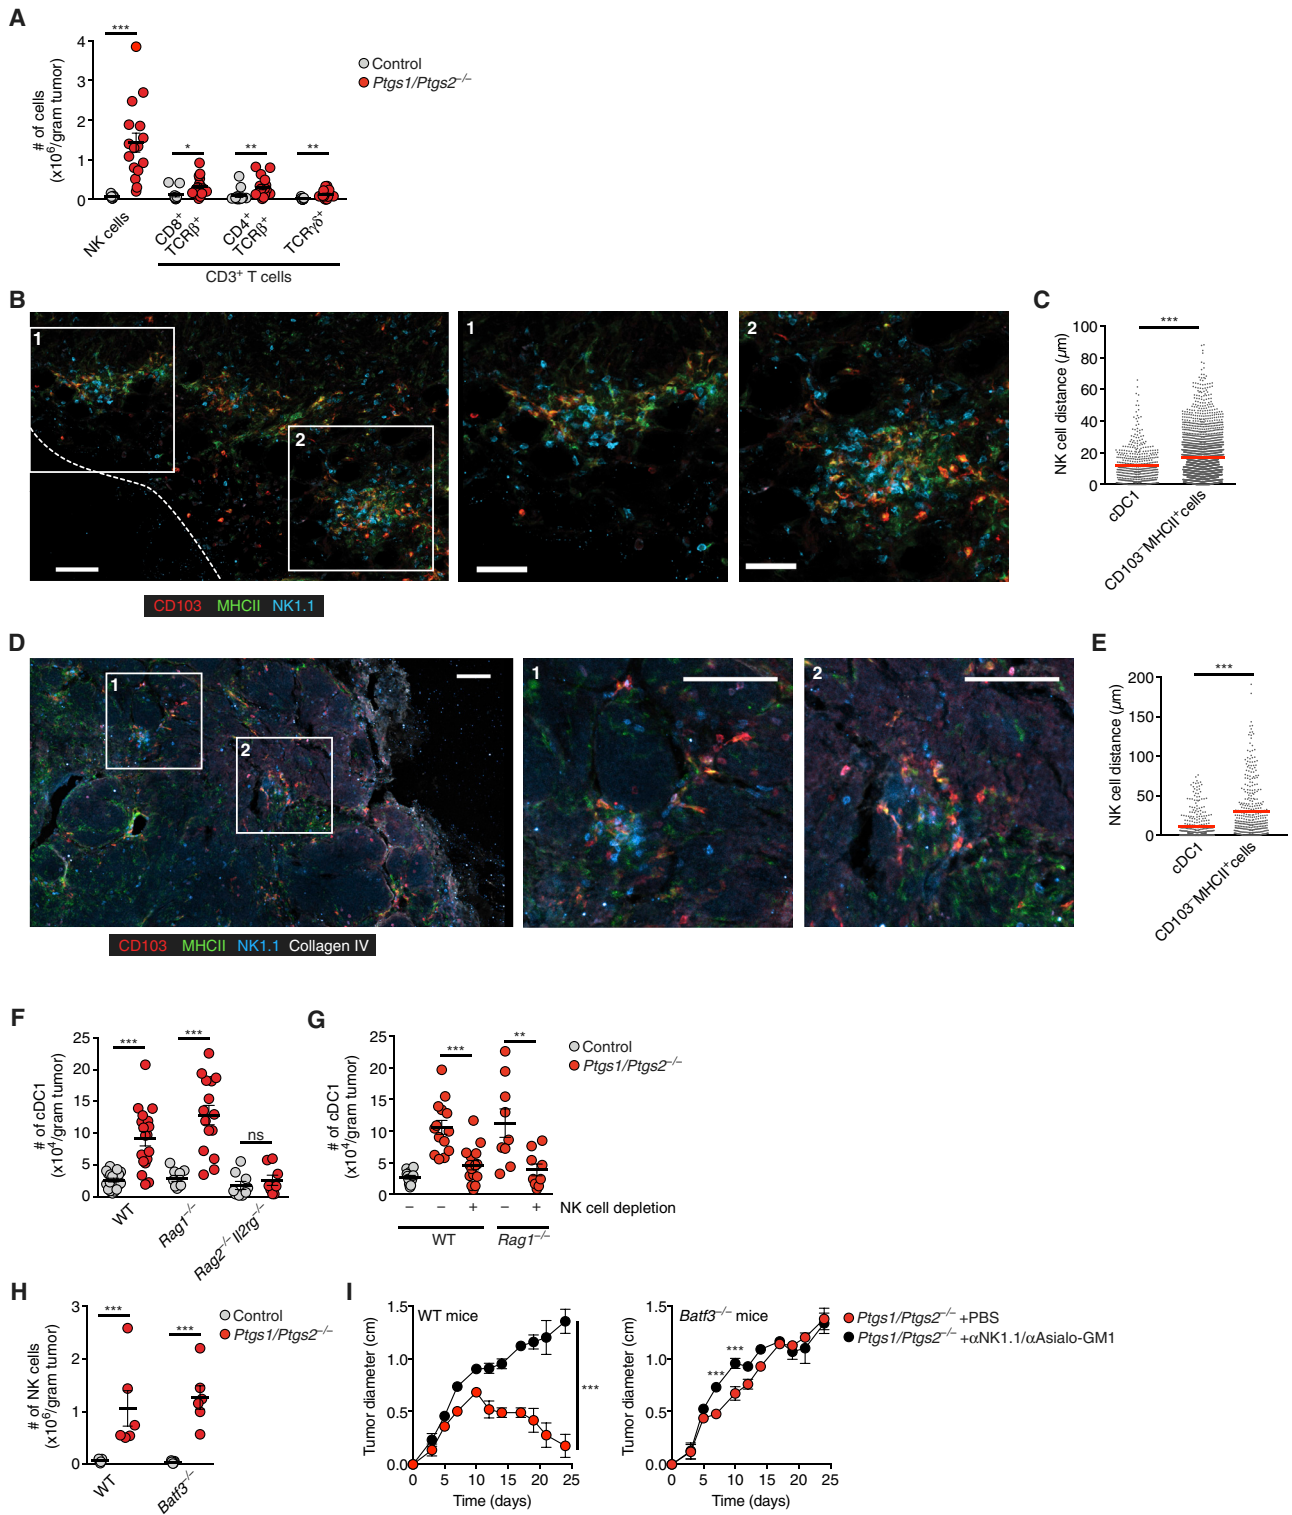 A
***
4
3
2
1
0
# of cells
(x10⁶/gram tumor)
* ** **
NK cells
CD8⁺
TCRβ⁺
CD4⁺
TCRβ⁺
TCRγδ⁺
CD3⁺ T cells
Control
Ptgs1/Ptgs2⁻/⁻
B
1
2
1
2
CD103 MHCII NK1.1
C
***
100
80
60
40
20
0
NK cell distance (µm)
cDC1
CD103⁻MHCII⁺cells
D
1
2
1
2
CD103 MHCII NK1.1 Collagen IV
E
***
200
150
100
50
0
NK cell distance (µm)
cDC1
CD103⁻MHCII⁺cells
F
*** *** ns
25
20
15
10
5
0
# of cDC1
(x10⁴/gram tumor)
WT
Rag1⁻/⁻
Rag2⁻/⁻Il2rg⁻/⁻
G
*** **
25
20
15
10
5
0
# of cDC1
(x10⁴/gram tumor)
Control
Ptgs1/Ptgs2⁻/⁻
− − + − + NK cell depletion
WT Rag1⁻/⁻
H
*** ***
3
2
1
0
# of NK cells
(x10⁶/gram tumor)
WT
Batf3⁻/⁻
Control
Ptgs1/Ptgs2⁻/⁻
I
WT mice
1.5
1.0
0.5
0.0
Tumor diameter (cm)
***
0 5 10 15 20 25
Time (days)
Batf3⁻/⁻ mice
1.5
1.0
0.5
0.0
Tumor diameter (cm)
*** ***
0 5 10 15 20 25
Time (days)
Ptgs1/Ptgs2⁻/⁻ +PBS
Ptgs1/Ptgs2⁻/⁻ +αNK1.1/αAsialo-GM1